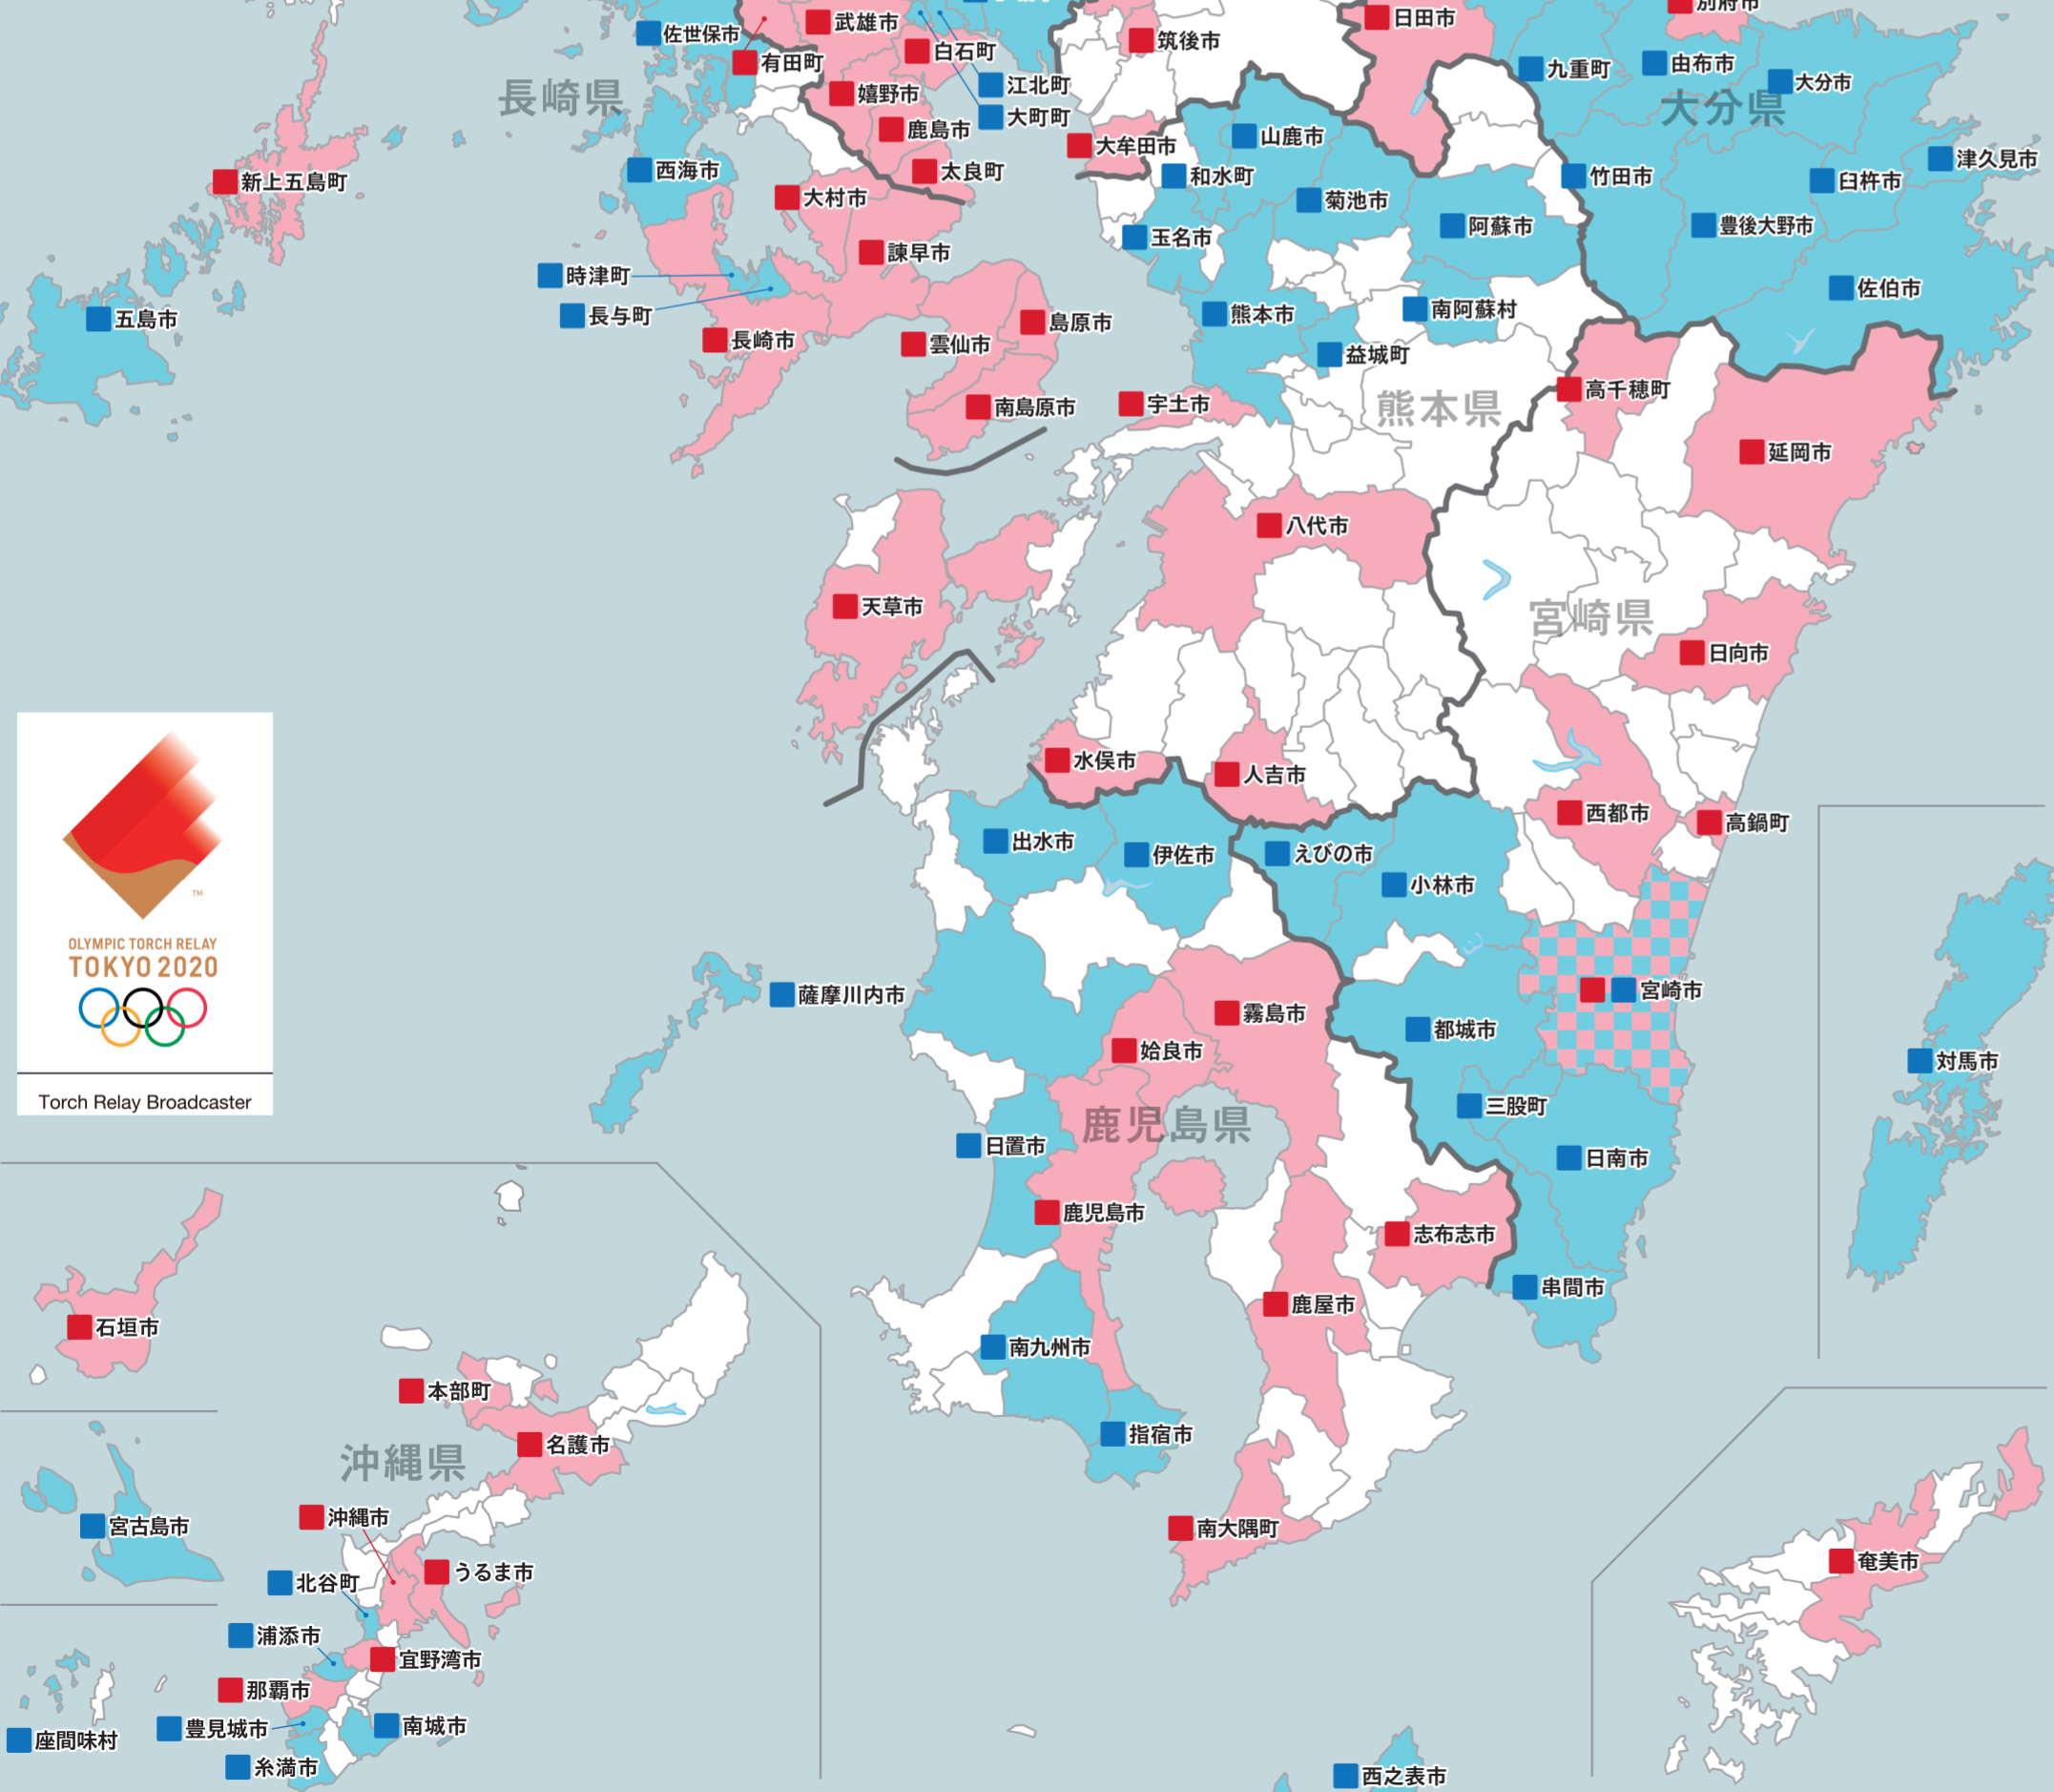 別府市
日田市
武雄市
佐世保市
筑後市
白石町
有田町
九重町
由布市
大分市
江北町
長崎県
嬉野市
大分県
大町町
鹿島市
山鹿市
大牟田市
津久見市
西海市
太良町
和水町
竹田市
臼杵市
新上五島町
大村市
菊池市
阿蘇市
豊後大野市
玉名市
諫早市
時津町
佐伯市
長与町
五島市
熊本市
南阿蘇村
島原市
長崎市
雲仙市
益城町
高千穂町
宇土市
南島原市
熊本県
延岡市
八代市
天草市
宮崎県
日向市
水俣市
人吉市
西都市
高鍋町
出水市
伊佐市
えびの市
小林市
TM
OLYMPIC TORCH RELAY
TOKYO 2020
薩摩川内市
宮崎市
霧島市
都城市
姶良市
対馬市
Torch Relay Broadcaster
三股町
鹿児島県
日置市
日南市
鹿児島市
志布志市
串間市
鹿屋市
石垣市
南九州市
本部町
指宿市
名護市
沖縄県
沖縄市
宮古島市
南大隅町
奄美市
うるま市
北谷町
浦添市
宜野湾市
那覇市
豊見城市
南城市
座間味村
糸満市
西之表市